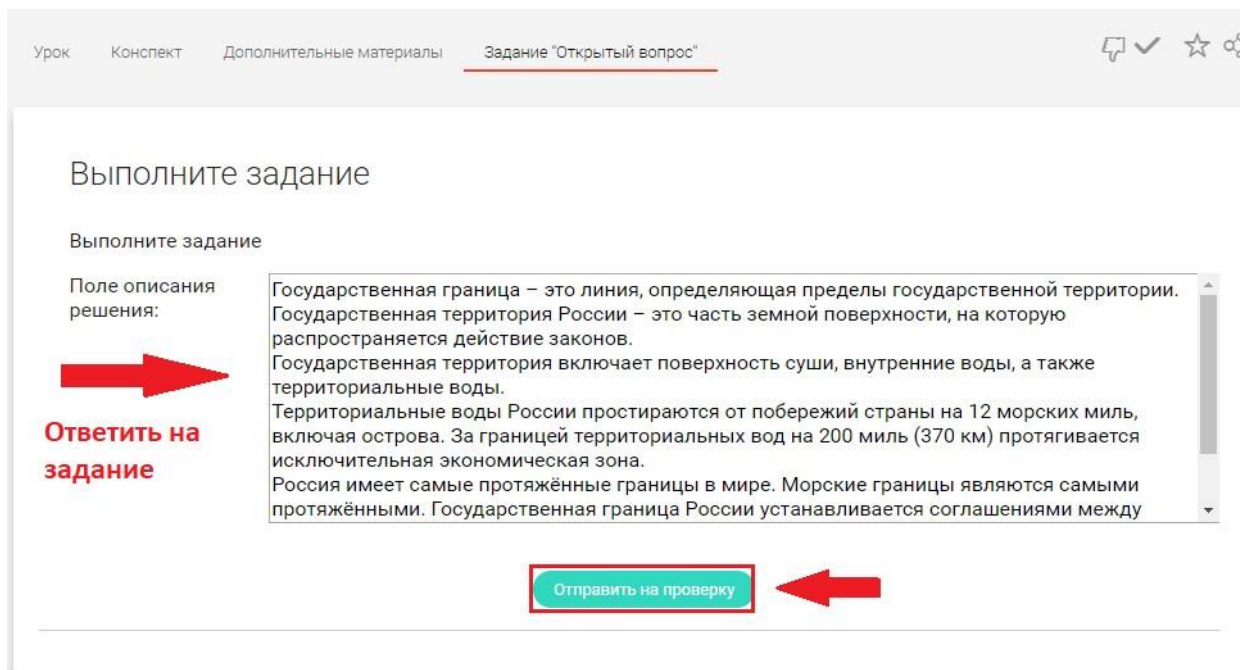 Урок Конспект Дополнительные материалы Задание "Открытый вопрос"
Выполните задание
Выполните задание
Поле описания
решения:
Государственная граница – это линия, определяющая пределы государственной территории.
Государственная территория России – это часть земной поверхности, на которую
распространяется действие законов.
Государственная территория включает поверхность суши, внутренние воды, а также
территориальные воды.
Территориальные воды России простираются от побережий страны на 12 морских миль,
включая острова. За границей территориальных вод на 200 миль (370 км) протягивается
исключительная экономическая зона.
Россия имеет самые протяжённые границы в мире. Морские границы являются самыми
протяжёнными. Государственная граница России устанавливается соглашениями между
Ответить на
задание
Отправить на проверку